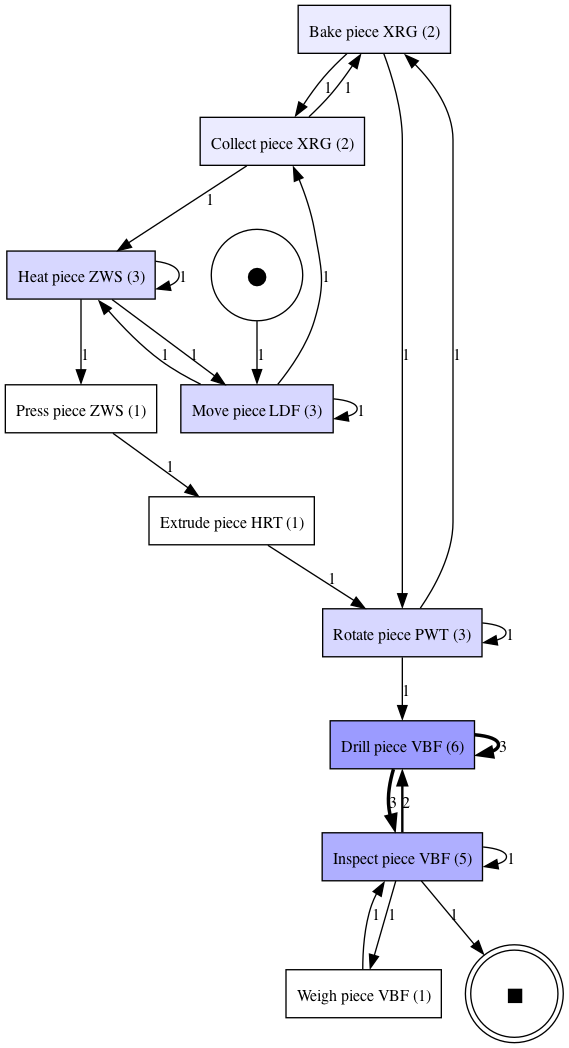 Bake piece XRG (2)
1 1
Collect piece XRG (2)
1
Heat piece ZWS (3)
1
1
1 1 1 1 1 1
Press piece ZWS (1)
Move piece LDF (3)
1
1
Extrude piece HRT (1)
1
Rotate piece PWT (3)
1
1
Drill piece VBF (6)
3
3 2
Inspect piece VBF (5)
1
1 1 1
Weigh piece VBF (1)